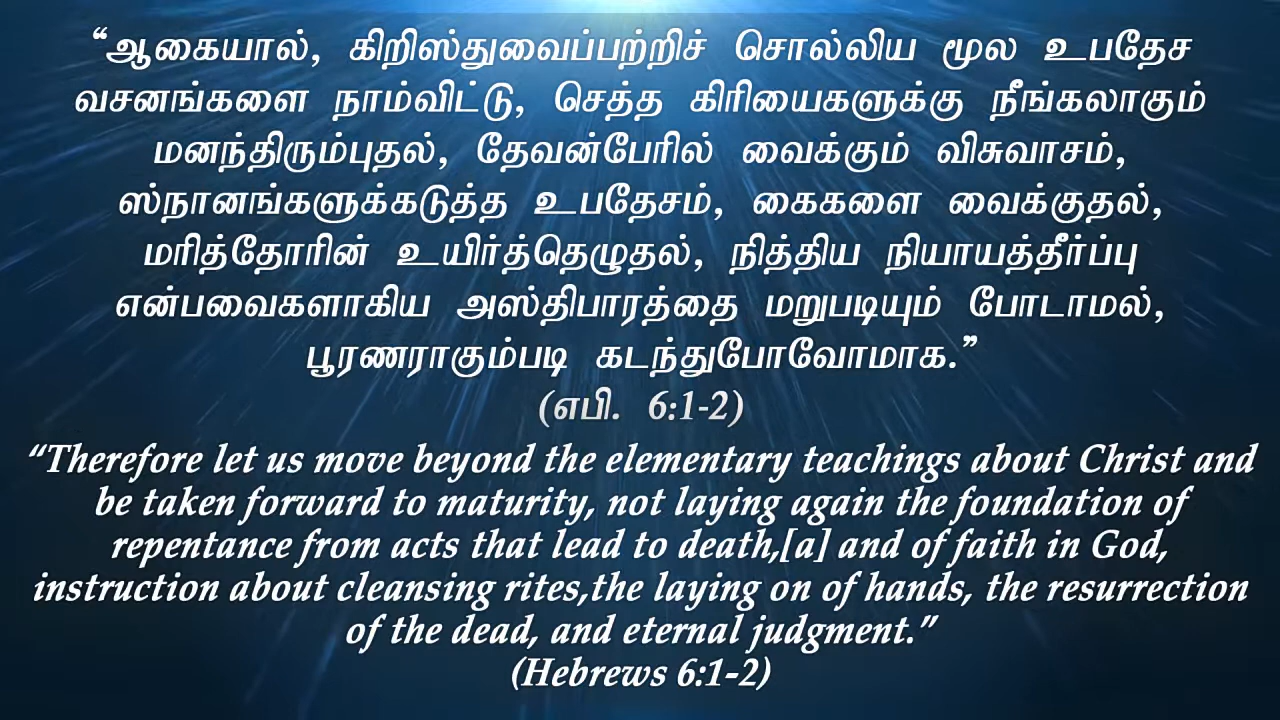 “ஆகையால், கிறிஸ்துவைப்பற்றிச் சொல்லிய மூல உபதேச
வசனங்களை நாம்விட்டு, செத்த கிரியைகளுக்கு நீங்கலாகும்
மனந்திரும்புதல், தேவன்பேரில் வைக்கும் விசுவாசம்,
ஸ்நானங்களுக்கடுத்த உபதேசம், கைகளை வைக்குதல்,
மரித்தோரின் உயிர்த்தெழுதல், நித்திய நியாயத்தீர்ப்பு
என்பவைகளாகிய அஸ்திபாரத்தை மறுபடியும் போடாமல்,
பூரணராகும்படி கடந்துபோவோமாக.”
(எபி. 6:1-2)
“Therefore let us move beyond the elementary teachings about Christ and
be taken forward to maturity, not laying again the foundation of
repentance from acts that lead to death,[a] and of faith in God,
instruction about cleansing rites,the laying on of hands, the resurrection
of the dead, and eternal judgment.”
(Hebrews 6:1-2)